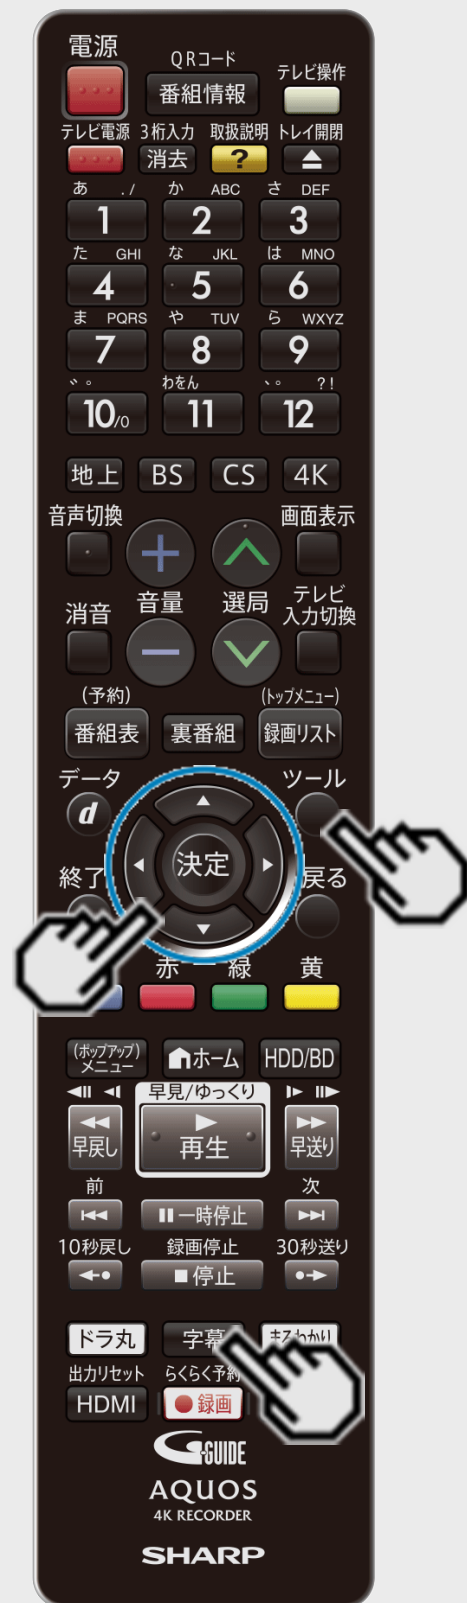 電源
QRコード
番組情報
テレビ操作
テレビ電源 3桁入力 取扱説明 トレイ開閉
消去 ?
あ ./ か ABC さ DEF
1 2 3
た GHI な JKL は MNO
4 5 6
ま PQRS や TUV ら WXYZ
7 8 9
゛゜ わをん 、。 ?!
10/0 11 12
地上 BS CS 4K
音声切換 画面表示
+
消音 音量 選局 テレビ
入力切換
−
(予約) (トップメニュー)
番組表 裏番組 録画リスト
データ ツール
d
決定
終了 戻る
赤 緑 黄
(ポップアップ)
メニュー ホーム HDD/BD
早見/ゆっくり
早戻し 再生 早送り
前 次
一時停止
10秒戻し 録画停止 30秒送り
停止
ドラ丸 字幕 まるわかり
出力リセット らくらく予約
HDMI 録画
G-GUIDE
AQUOS
4K RECORDER
SHARP